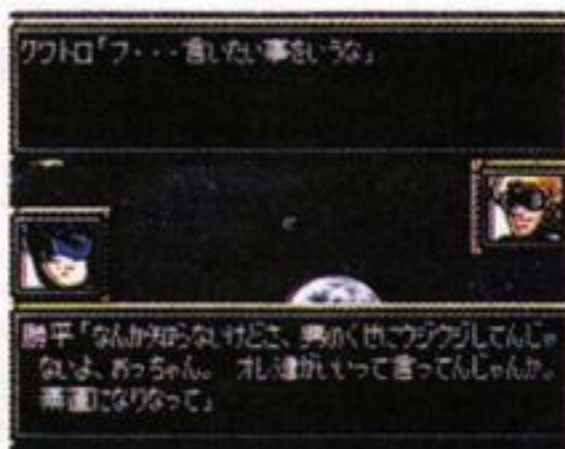 クワトロ「フ・・・言いたい事をいうな」
勝平「なんか知らないけどさ、男のくせにウジウジしてんじゃ
ないよ、おっちゃん。 オレ達がいいって言ってんじゃんか。
素直になりなって」